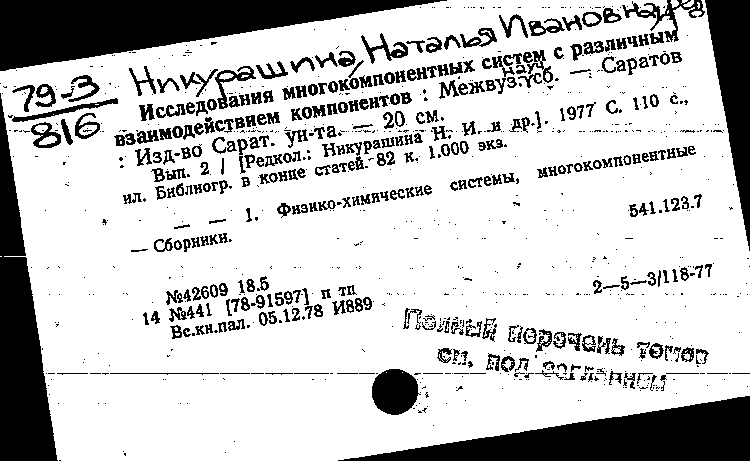 Никурашина, Наталья Ивановна, ред
79-3
816
Исследования многокомпонентных систем с различным
взаимодействием компонентов : Межвуз. науч. сб. — Саратов
: Изд-во Сарат. ун-та. — 20 см.
Вып. 2 / [Редкол.: Никурашина Н. И. и др.]. 1977 С. 110 с.,
ил. Библиогр. в конце статей. 82 к. 1.000 экз.
— — 1. Физико-химические системы, многокомпонентные
— Сборники.
541.123.7
№42609 18.5
14 №441 [78-91597] п тп
Вс.кн.пал. 05.12.78 И889
2—5—3/118-77
Полный перечень томов
см. под заглавием